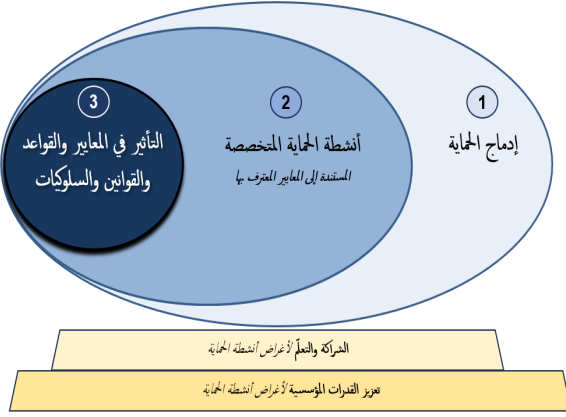 1
إدماج الحماية
2
أنشطة الحماية المتخصصة
المستندة إلى المعايير المعترف بها
3
التأثير في المعايير والقواعد
والقوانين والسلوكيات
الشراكة والتعلّم لأغراض أنشطة الحماية
تعزيز القدرات المؤسسية لأغراض أنشطة الحماية